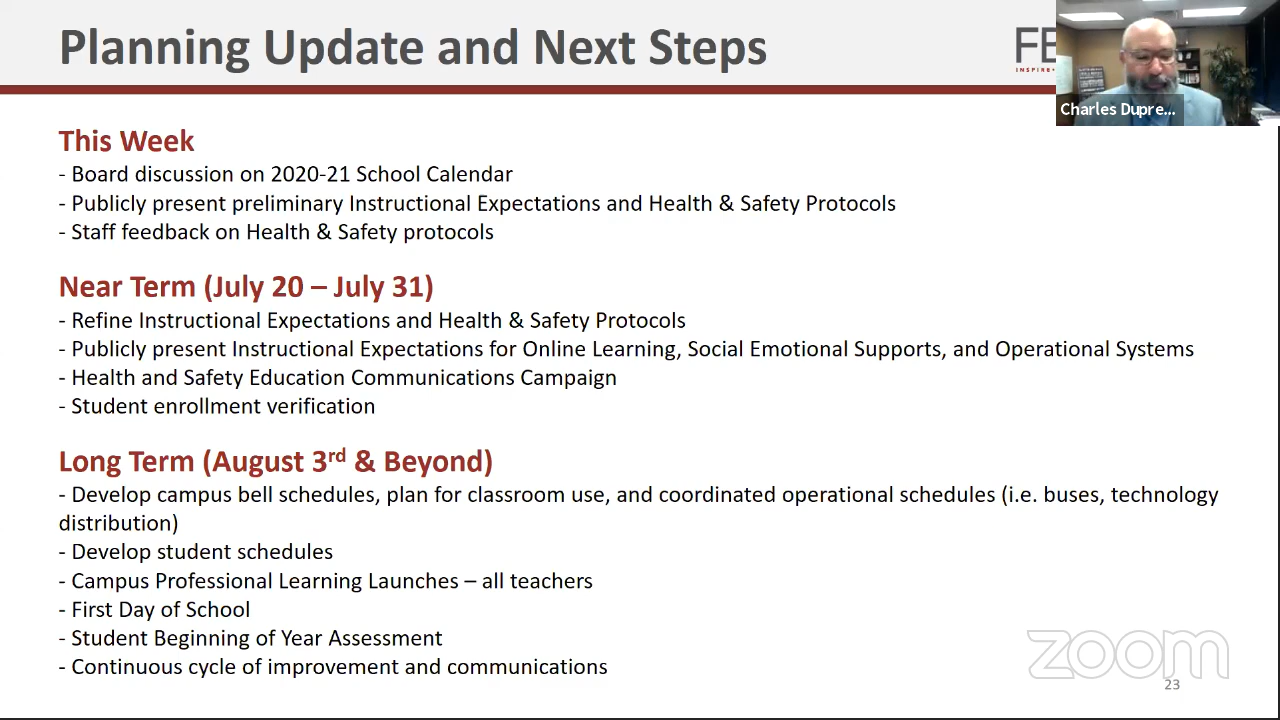 Planning Update and Next Steps
FE
INSPIRE•
Charles Dupre...
This Week
- Board discussion on 2020-21 School Calendar
- Publicly present preliminary Instructional Expectations and Health & Safety Protocols
- Staff feedback on Health & Safety protocols
Near Term (July 20 – July 31)
- Refine Instructional Expectations and Health & Safety Protocols
- Publicly present Instructional Expectations for Online Learning, Social Emotional Supports, and Operational Systems
- Health and Safety Education Communications Campaign
- Student enrollment verification
Long Term (August 3rd & Beyond)
- Develop campus bell schedules, plan for classroom use, and coordinated operational schedules (i.e. buses, technology
distribution)
- Develop student schedules
- Campus Professional Learning Launches – all teachers
- First Day of School
- Student Beginning of Year Assessment
- Continuous cycle of improvement and communications
zoom
23